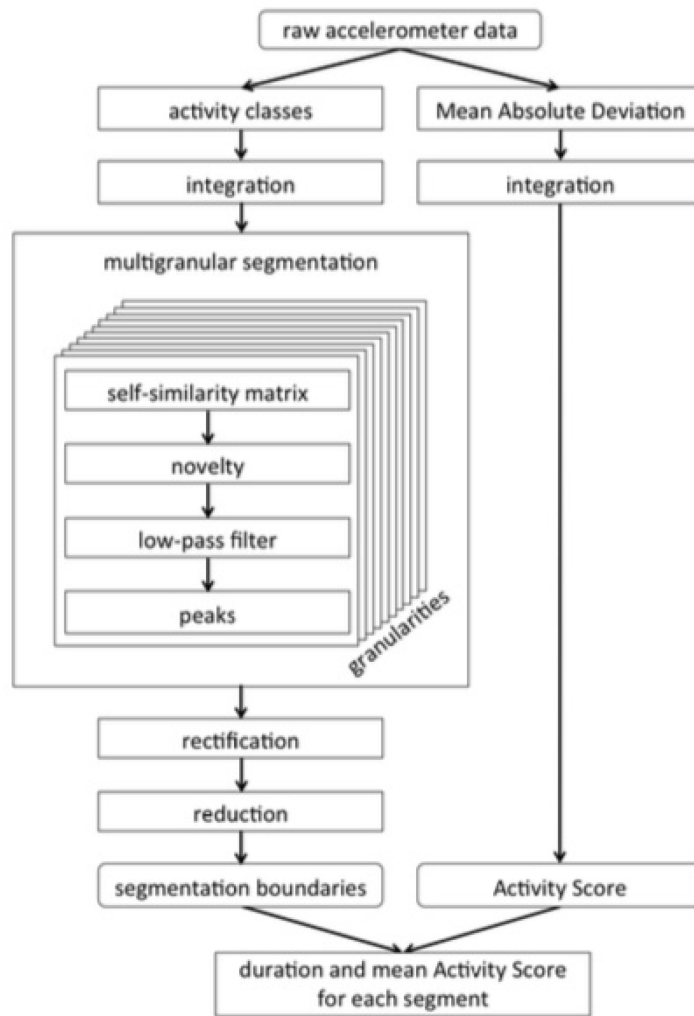 raw accelerometer data
activity classes
Mean Absolute Deviation
integration
integration
multigranular segmentation
self-similarity matrix
novelty
low-pass filter
peaks
granularities
rectification
reduction
segmentation boundaries
Activity Score
duration and mean Activity Score
for each segment